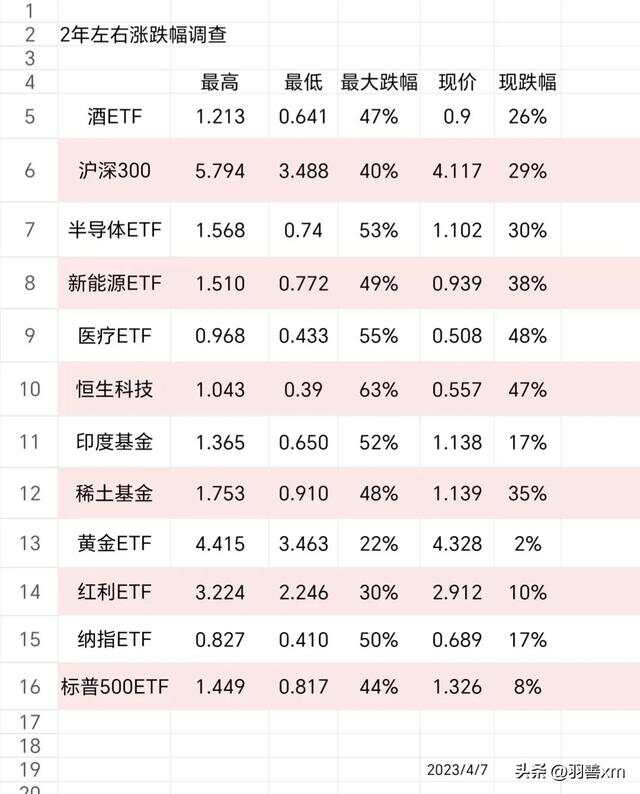 1
2 2年左右涨跌幅调查
3
4 最高 最低 最大跌幅 现价 现跌幅
5 酒ETF 1.213 0.641 47% 0.9 26%
6 沪深300 5.794 3.488 40% 4.117 29%
7 半导体ETF 1.568 0.74 53% 1.102 30%
8 新能源ETF 1.510 0.772 49% 0.939 38%
9 医疗ETF 0.968 0.433 55% 0.508 48%
10 恒生科技 1.043 0.39 63% 0.557 47%
11 印度基金 1.365 0.650 52% 1.138 17%
12 稀土基金 1.753 0.910 48% 1.139 35%
13 黄金ETF 4.415 3.463 22% 4.328 2%
14 红利ETF 3.224 2.246 30% 2.912 10%
15 纳指ETF 0.827 0.410 50% 0.689 17%
16 标普500ETF 1.449 0.817 44% 1.326 8%
17
18
19 2023/4/7 头条 @羽善xm
20